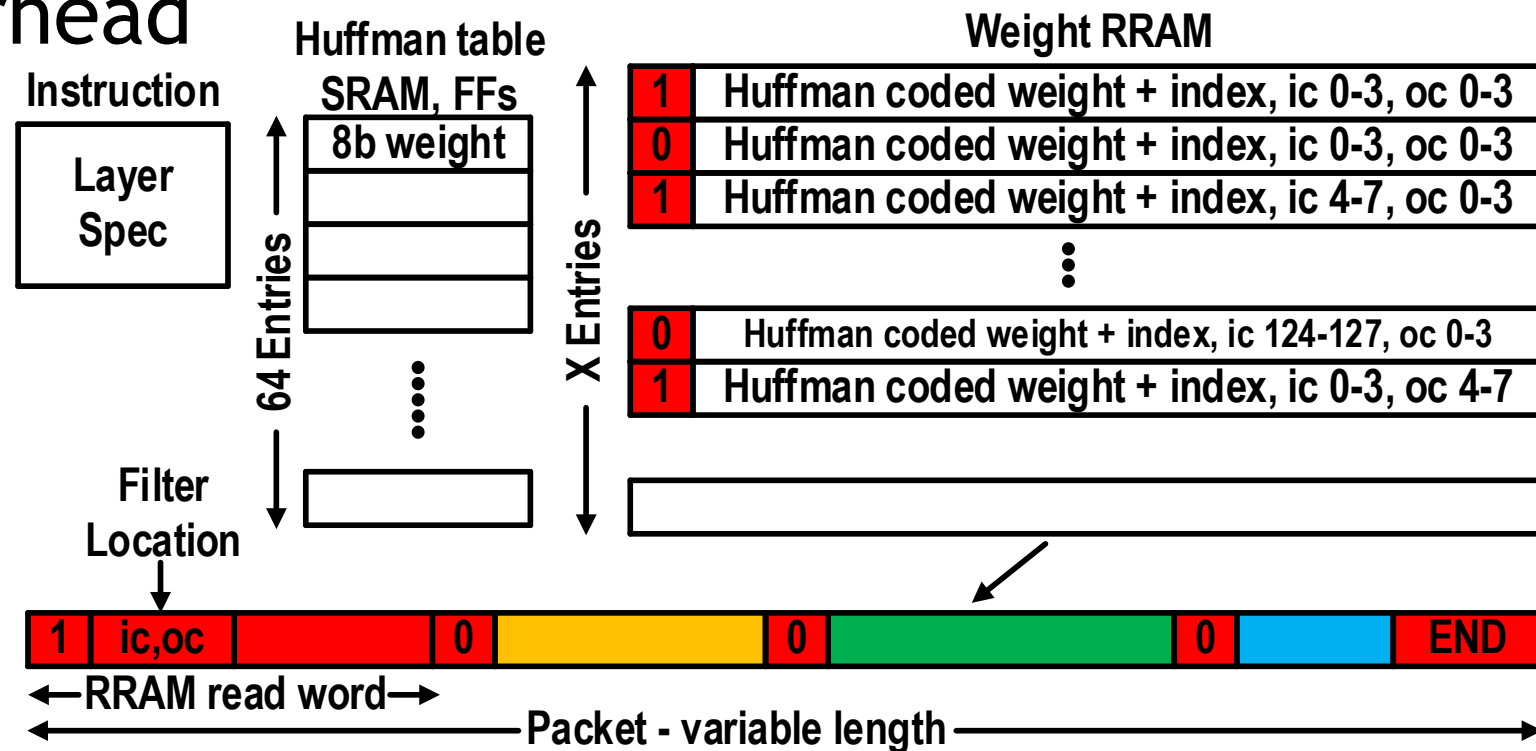 rhead
Instruction
Layer
Spec
Huffman table
SRAM, FFs
8b weight
64 Entries
X Entries
Weight RRAM
1 Huffman coded weight + index, ic 0-3, oc 0-3
0 Huffman coded weight + index, ic 0-3, oc 0-3
1 Huffman coded weight + index, ic 4-7, oc 0-3
0 Huffman coded weight + index, ic 124-127, oc 0-3
1 Huffman coded weight + index, ic 0-3, oc 4-7
Filter
Location
1 ic,oc 0 0 0 END
RRAM read word
Packet - variable length